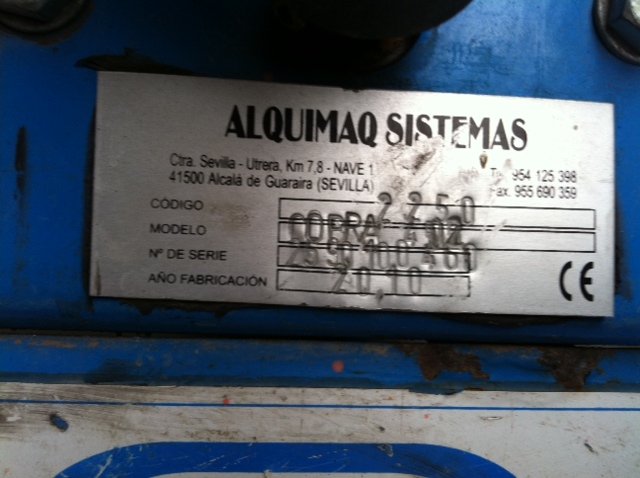 ALQUIMAQ SISTEMAS
Ctra. Sevilla - Utrera, Km 7,8 - NAVE 1
41500 Alcalá de Guaraira (SEVILLA)
954 125 398
Fax. 955 690 359
CÓDIGO 2250
MODELO COBRA
Nº DE SERIE
AÑO FABRICACIÓN 2010
CE